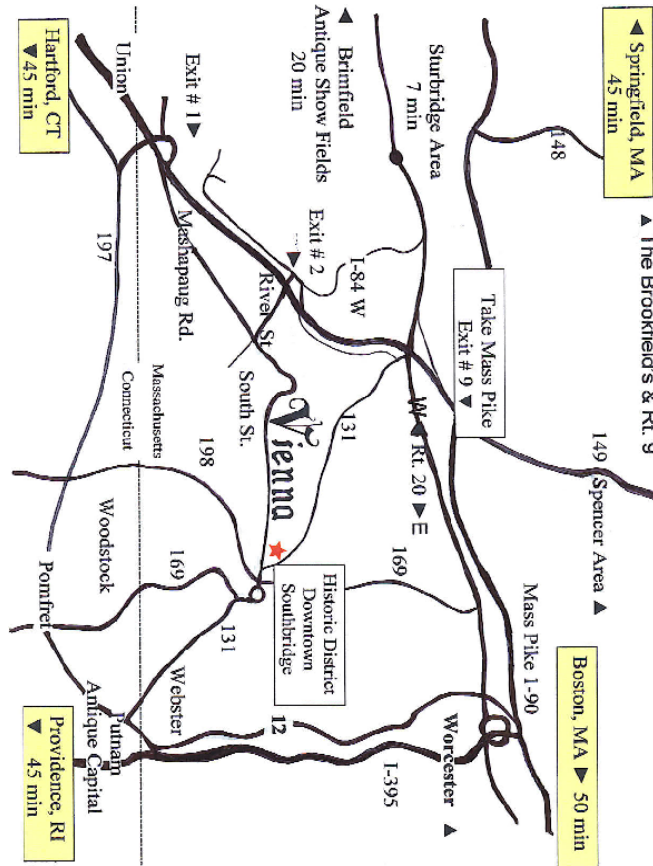 ◀ Springfield, MA
45 min
▲ The Brookfield's & Rt. 9
Boston, MA ▶ 50 min
148
149
Spencer Area ▲
Mass Pike 1-90
Take Mass Pike
Exit # 9 ▼
Sturbridge Area
7 min
W ◀ Rt. 20 ▶ E
◀ Brimfield
Antique Show Fields
20 min
I-84 W
Exit # 2
▼
131
169
Worcester ▲
Exit # 1 ▶
River St
Vienna
South St.
Historic District
Downtown
Southbridge
12
I-395
Union
Mashapaug Rd.
198
131
Webster
169
Massachusetts
Connecticut
197
Woodstock
Putnam
Antique Capital
Pomfret
Hartford, CT
▼ 45 min
Providence, RI
▼ 45 min